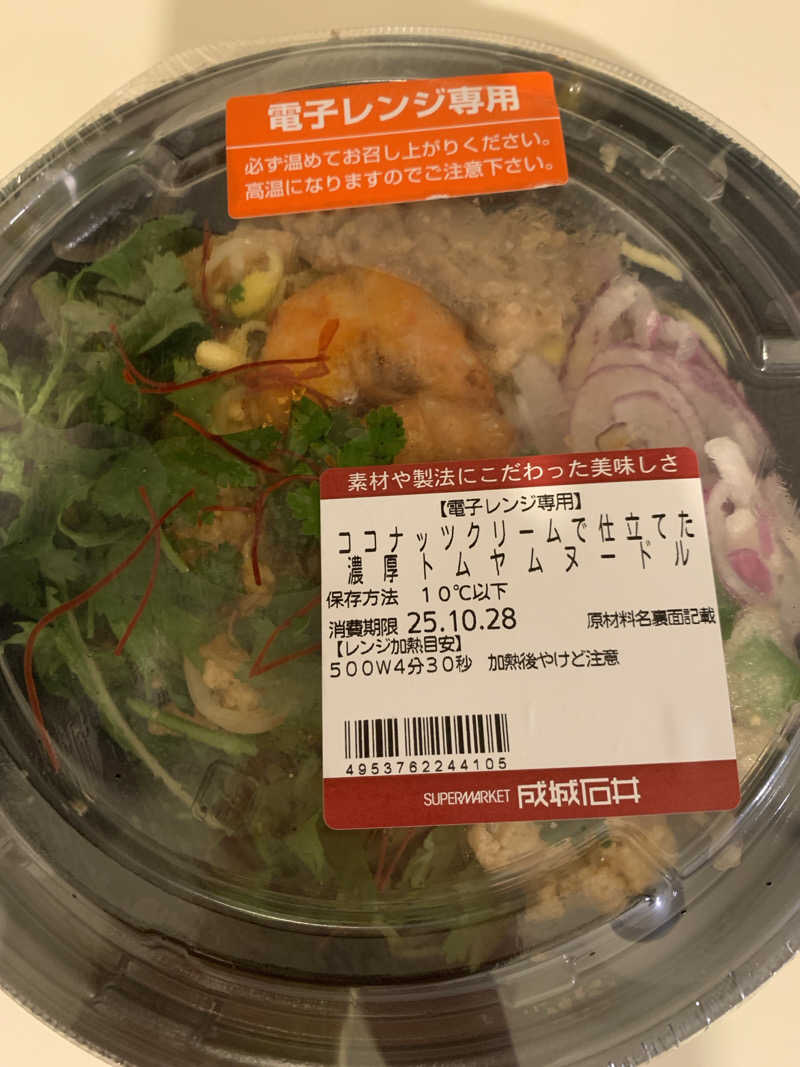 電子レンジ専用
必ず温めてお召し上がりください。
高温になりますのでご注意下さい。
素材や製法にこだわった美味しさ
【電子レンジ専用】
ココナッツクリームで仕立てた
濃厚トムヤムヌードル
保存方法 10℃以下
消費期限 25.10.28 原材料名裏面記載
【レンジ加熱目安】
500W4分30秒 加熱後やけど注意
4953762244105
SUPERMARKET 成城石井